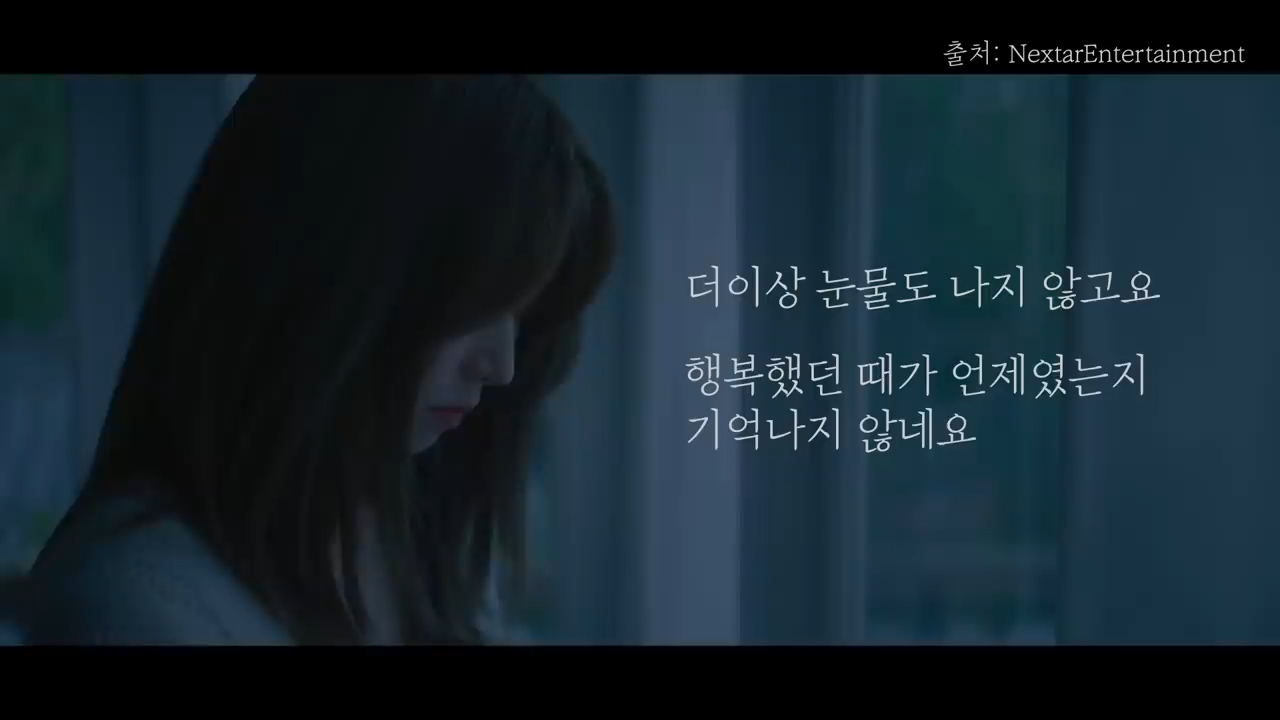 출처: NextarEntertainment
더이상 눈물도 나지 않고요
행복했던 때가 언제였는지
기억나지 않네요